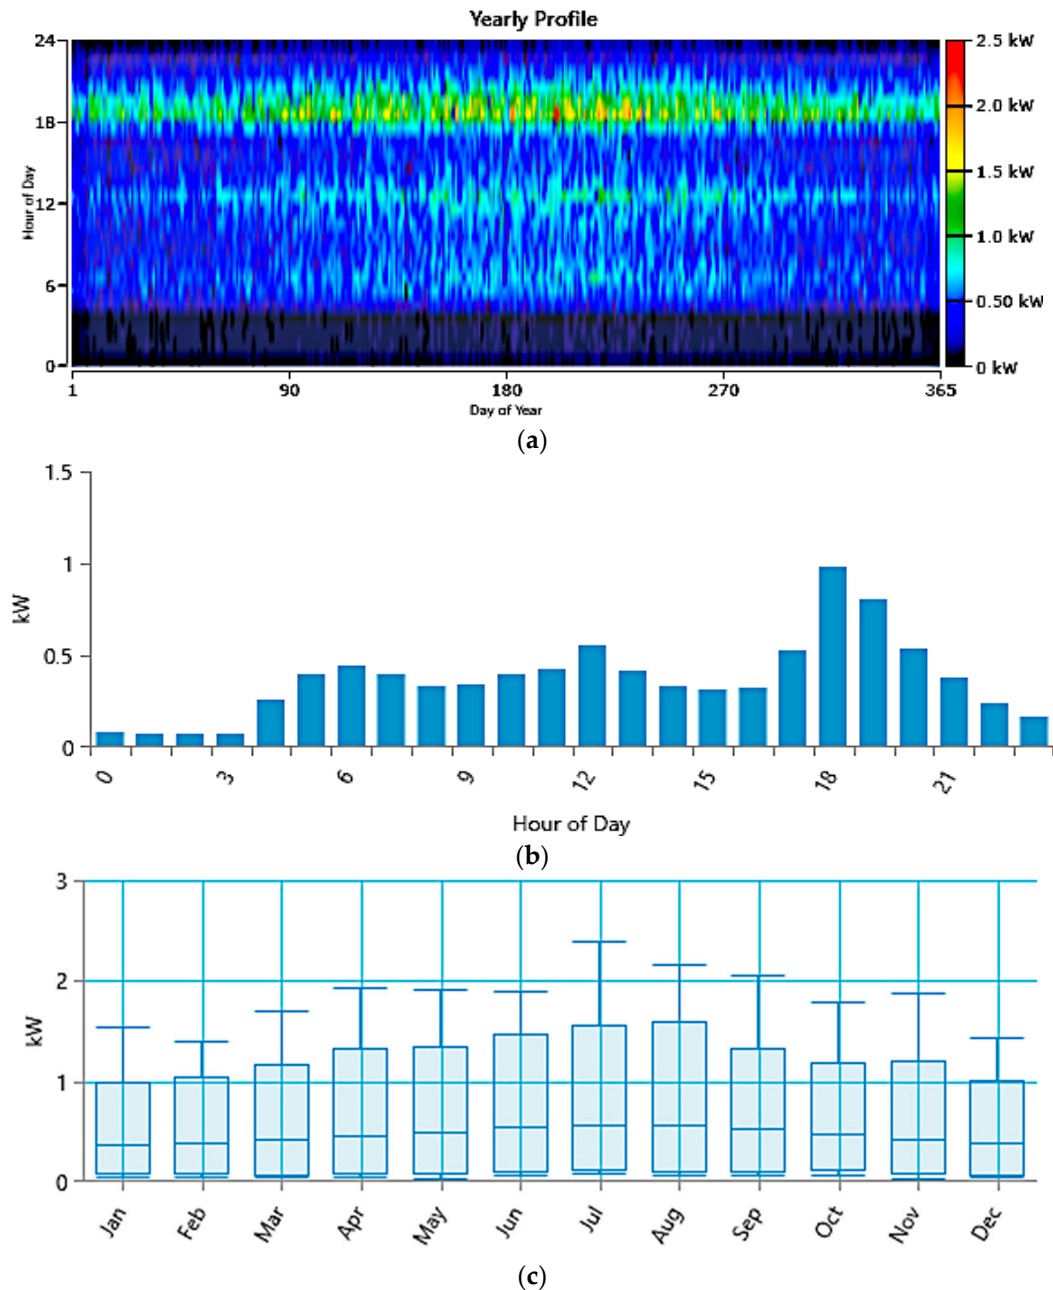 Yearly Profile
24
18
12
6
0
Hour of Day
1 90 180 270 365
Day of Year
2.5 kW
2.0 kW
1.5 kW
1.0 kW
0.50 kW
0 kW
(a)
1.5
1
0.5
0
kW
0 3 6 9 12 15 18 21
Hour of Day
(b)
3
2
1
0
kW
Jan Feb Mar Apr May Jun Jul Aug Sep Oct Nov Dec
(c)